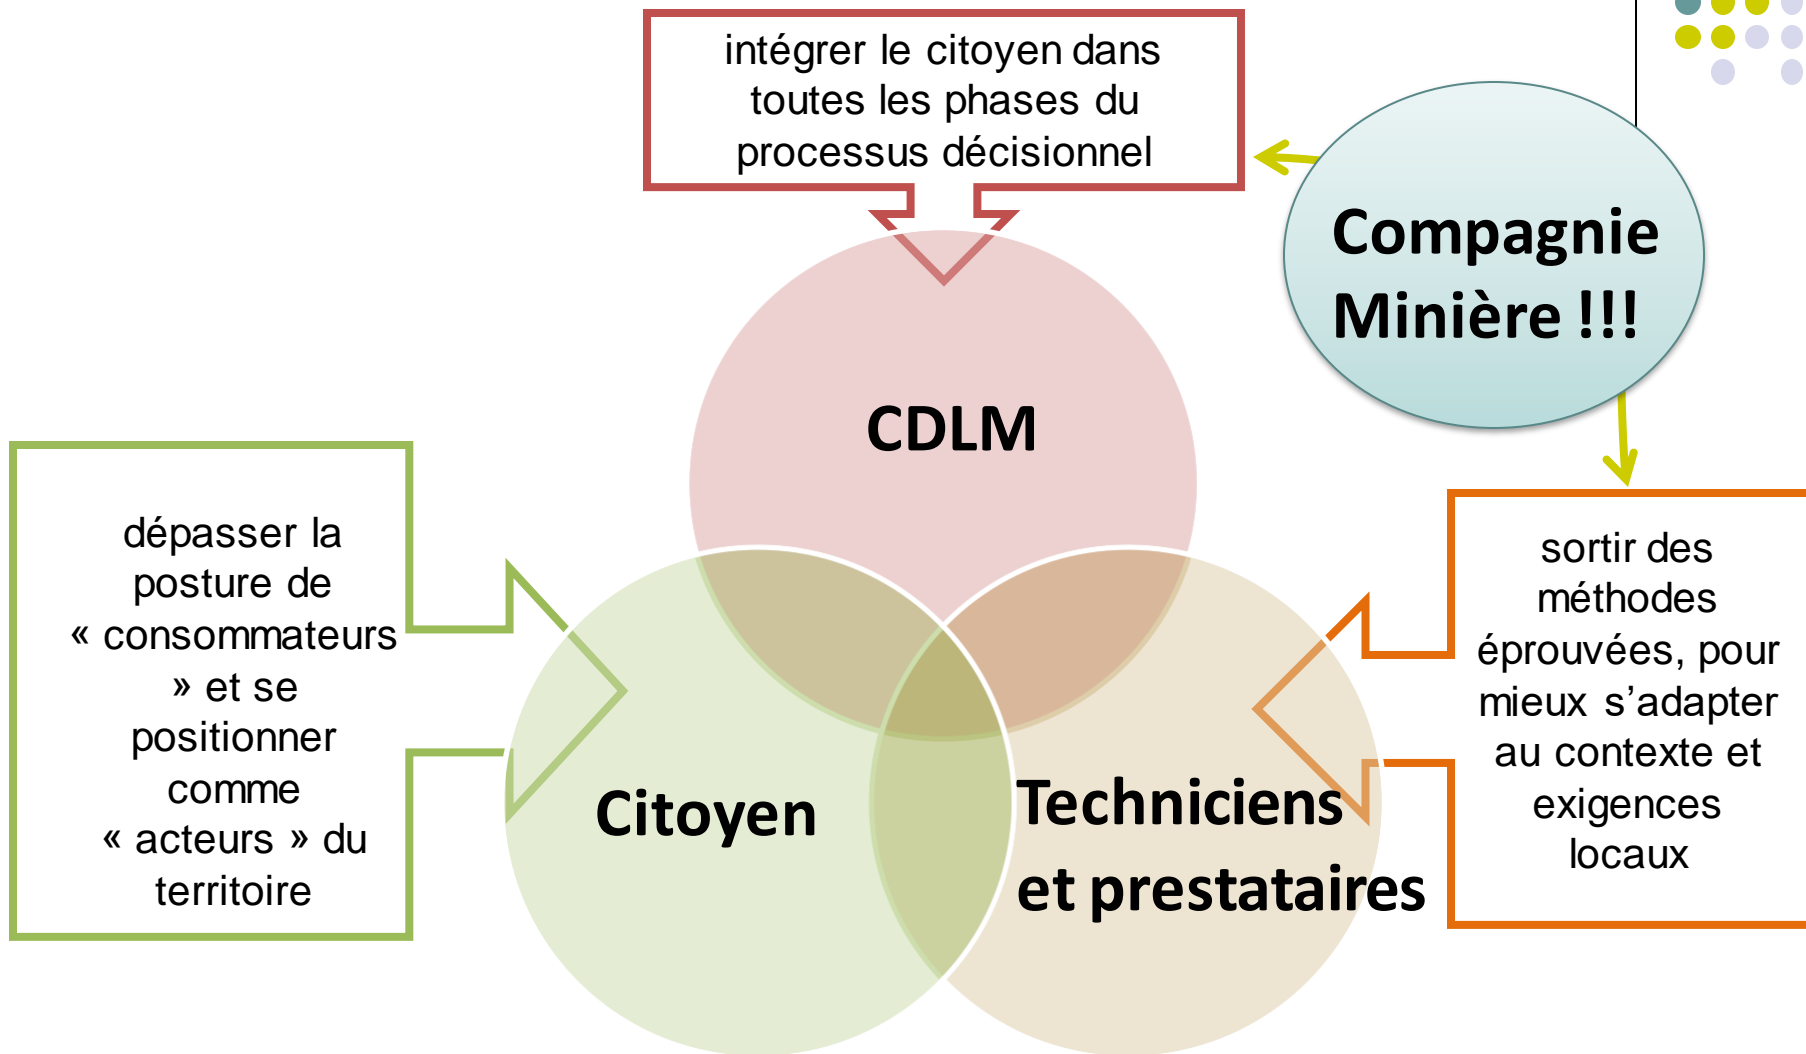 intégrer le citoyen dans
toutes les phases du
processus décisionnel
Compagnie
Minière !!!
CDLM
dépasser la
posture de
« consommateurs
» et se
positionner
comme
« acteurs » du
territoire
Citoyen
Techniciens
et prestataires
sortir des
méthodes
éprouvées, pour
mieux s’adapter
au contexte et
exigences
locaux